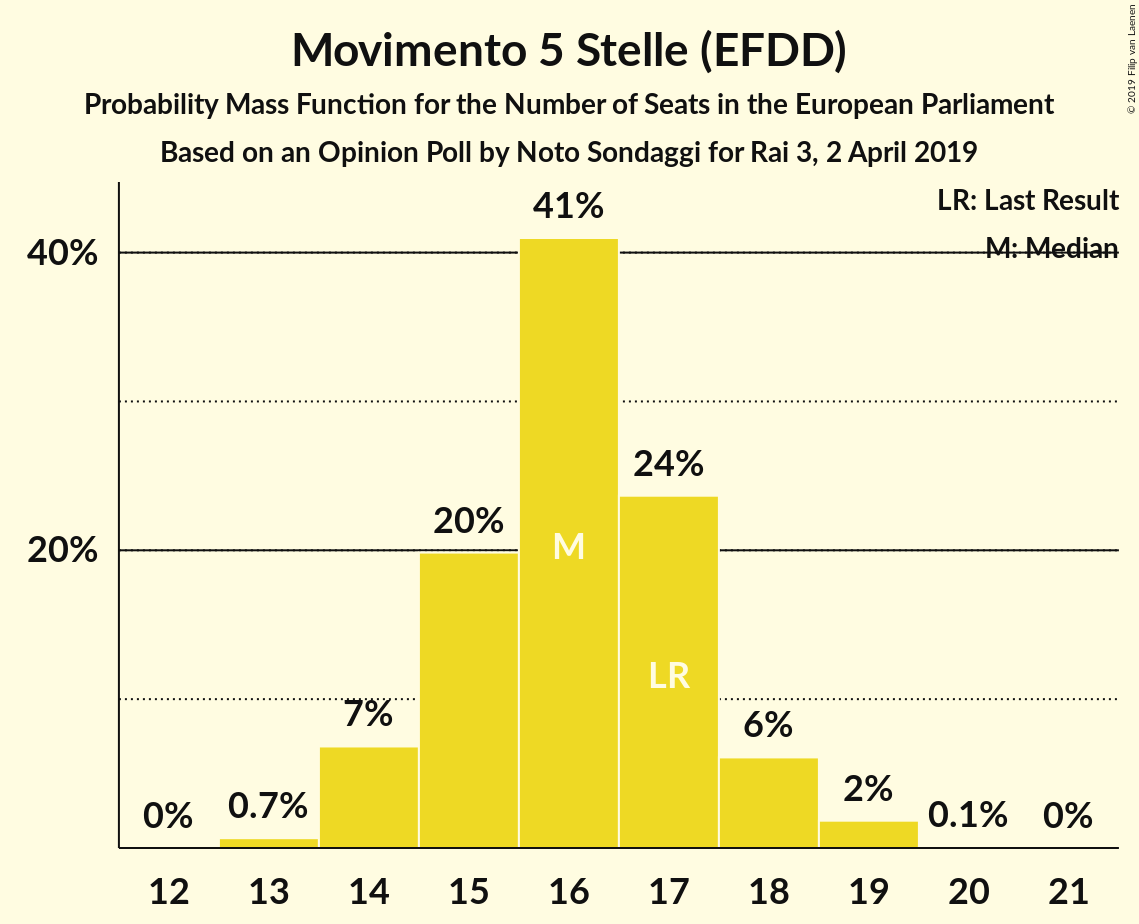 Movimento 5 Stelle (EFDD)
Probability Mass Function for the Number of Seats in the European Parliament
Based on an Opinion Poll by Noto Sondaggi for Rai 3, 2 April 2019
© 2019 Filip van Laenen
LR: Last Result
M: Median
40%
20%
0%
0.7%
7%
20%
41%
24%
6%
2%
0.1%
0%
M
LR
12 13 14 15 16 17 18 19 20 21